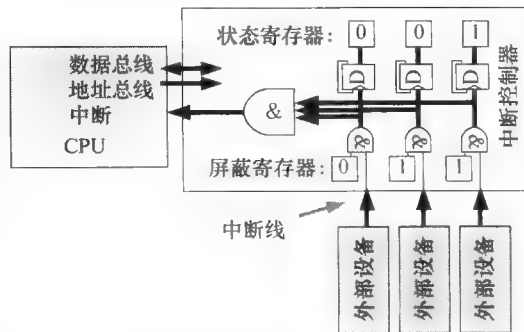 状态寄存器: 0 0 1
数据总线
地址总线
中断
CPU
&
D D D
& & &
屏蔽寄存器: 0 1 1
中断控制器
中断线
外部设备
外部设备
外部设备